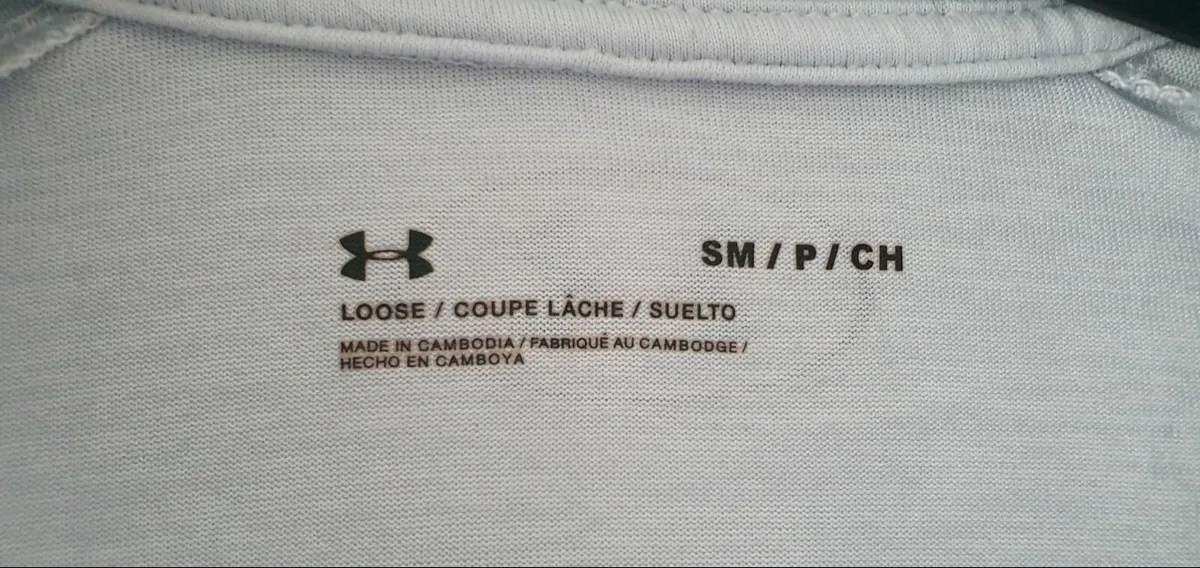 SM / P / CH
LOOSE / COUPE LÂCHE / SUELTO
MADE IN CAMBODIA / FABRIQUÉ AU CAMBODGE /
HECHO EN CAMBOYA